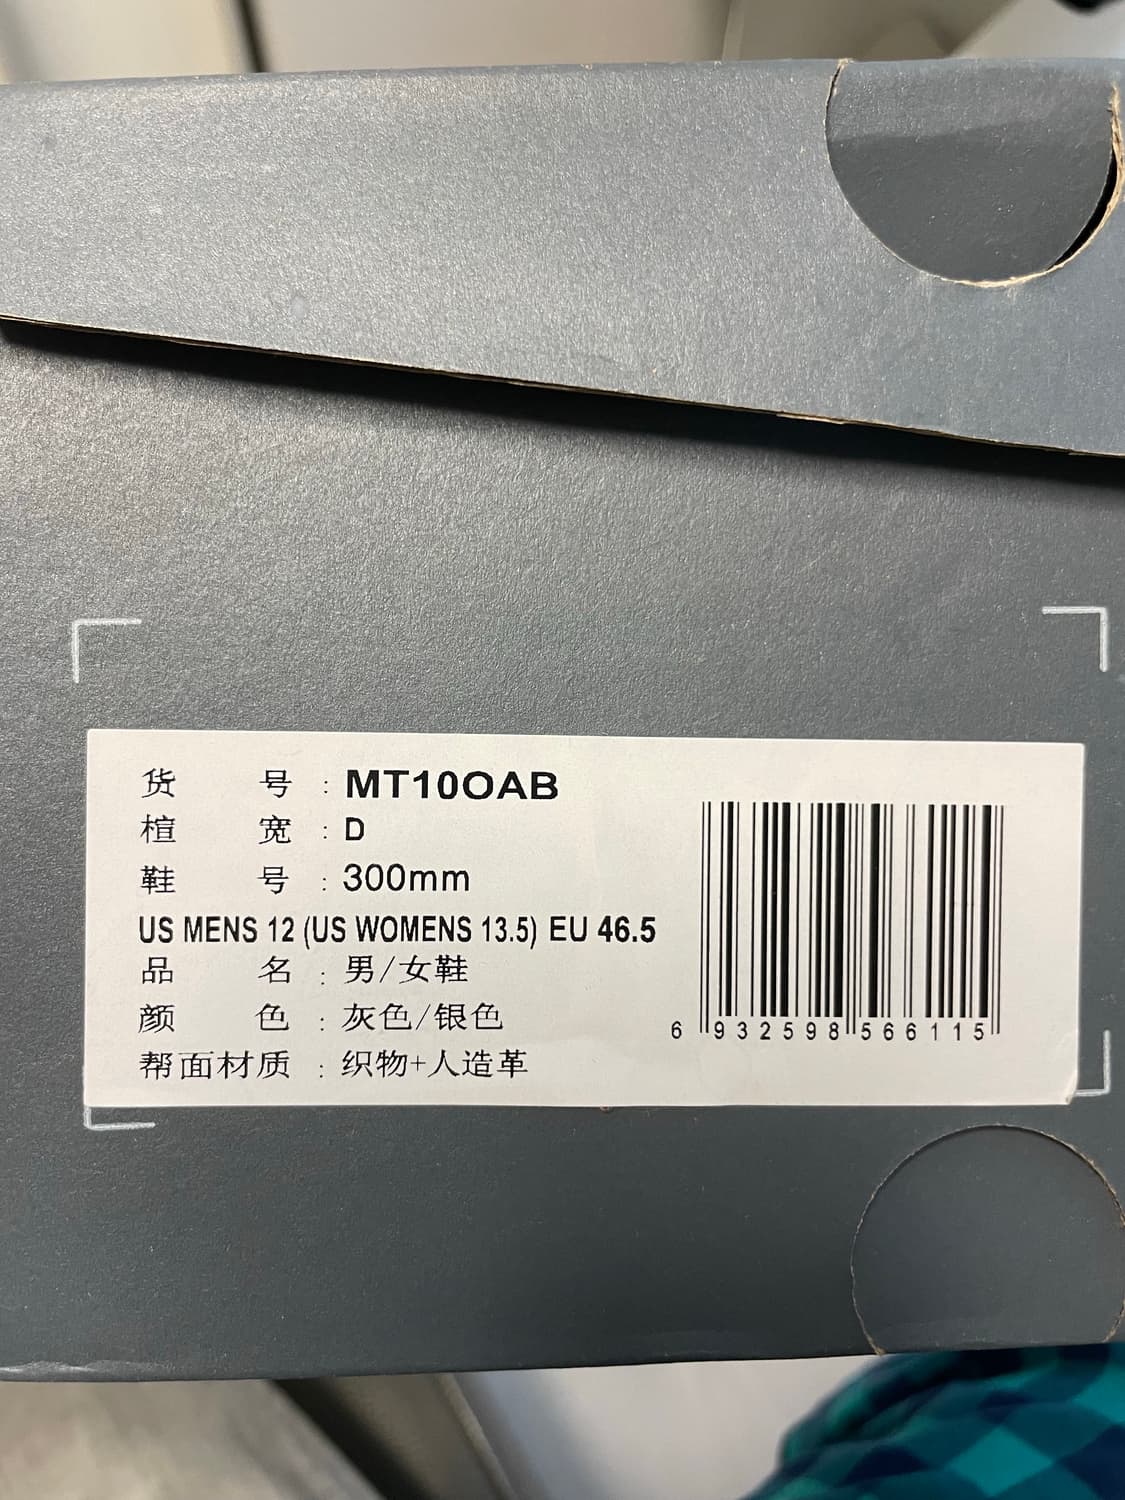 货 号 : MT10OAB
楦 宽 : D
鞋 号 : 300mm
US MENS 12 (US WOMENS 13.5) EU 46.5
品 名 : 男/女鞋
颜 色 : 灰色/银色
帮面材质 : 织物+人造革
6 932598 566115